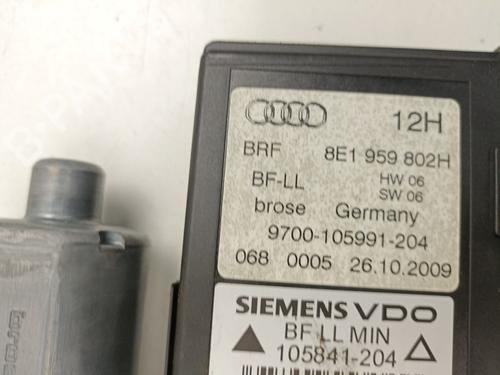 12H
BRF 8E1 959 802H
BF-LL HW 06
SW 06
brose Germany
9700-105991-204
068 0005 26.10.2009
SIEMENS VDO
BF-LL MIN
105841-204